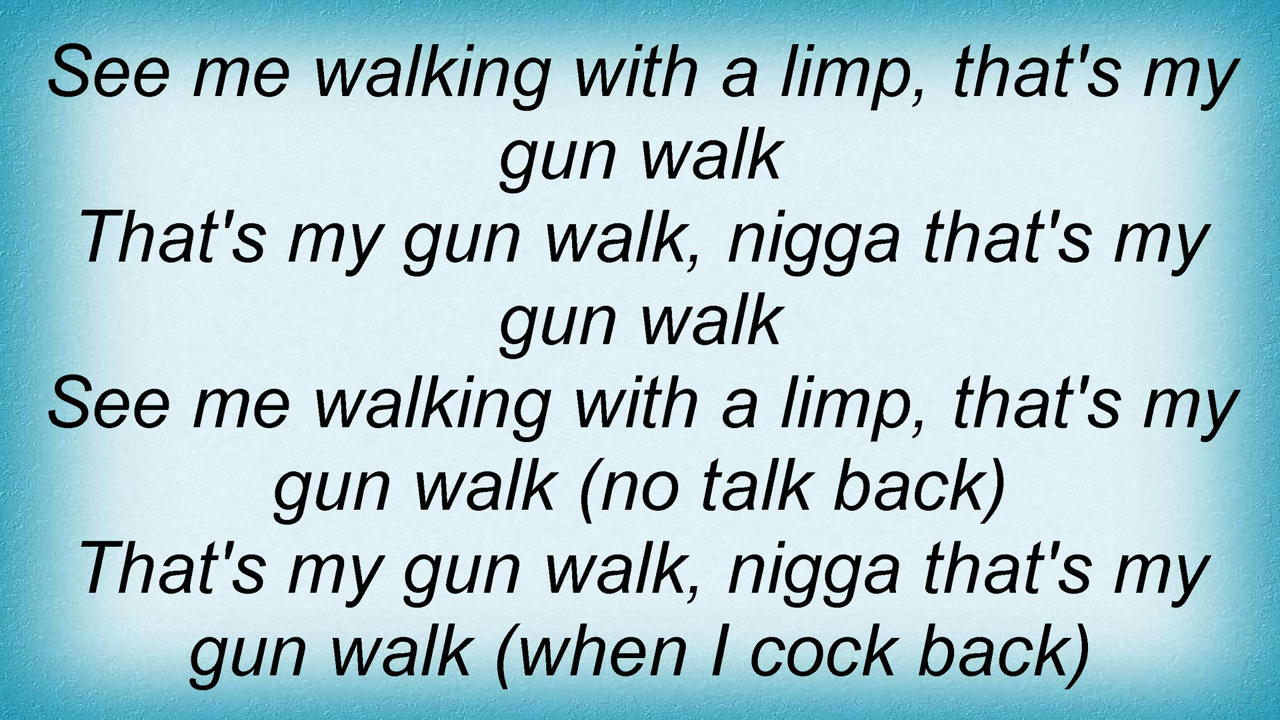 See me walking with a limp, that's my
gun walk
That's my gun walk, nigga that's my
gun walk
See me walking with a limp, that's my
gun walk (no talk back)
That's my gun walk, nigga that's my
gun walk (when I cock back)